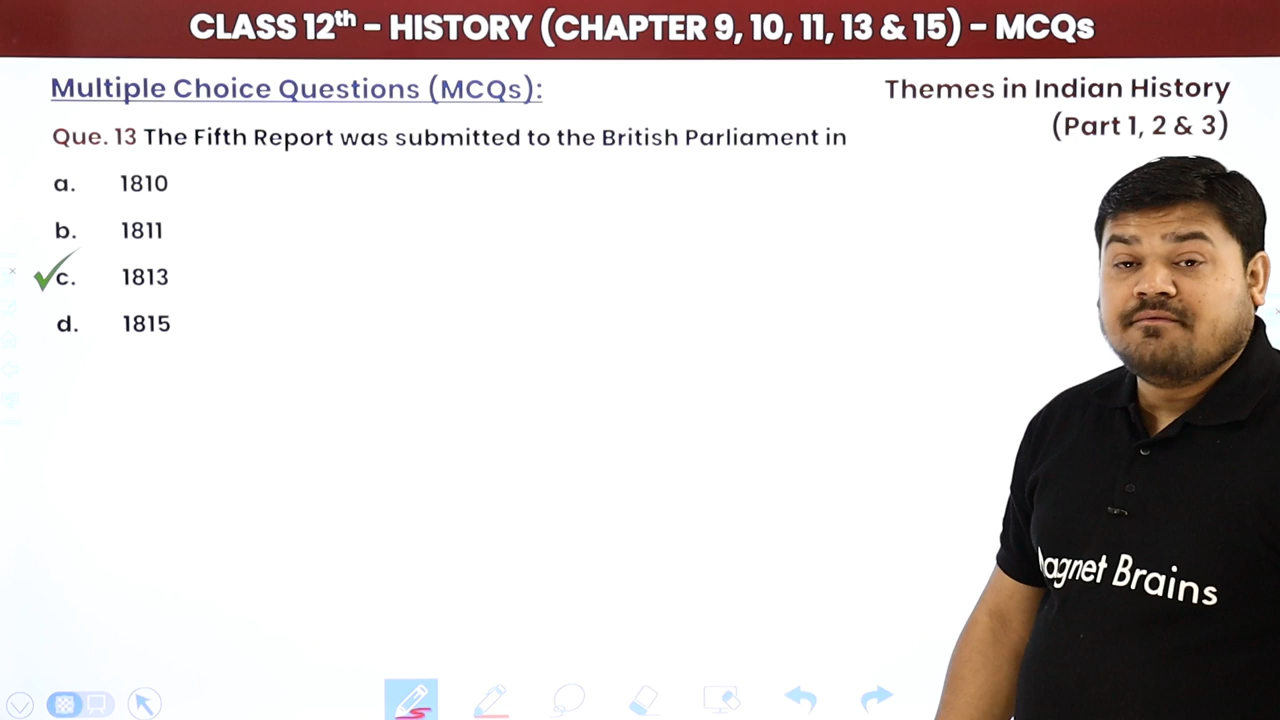 CLASS 12th - HISTORY (CHAPTER 9, 10, 11, 13 & 15) - MCQs
Multiple Choice Questions (MCQs):
Themes in Indian History
(Part 1, 2 & 3)
Que. 13 The Fifth Report was submitted to the British Parliament in
a. 1810
b. 1811
c. 1813
d. 1815
agnet Brains